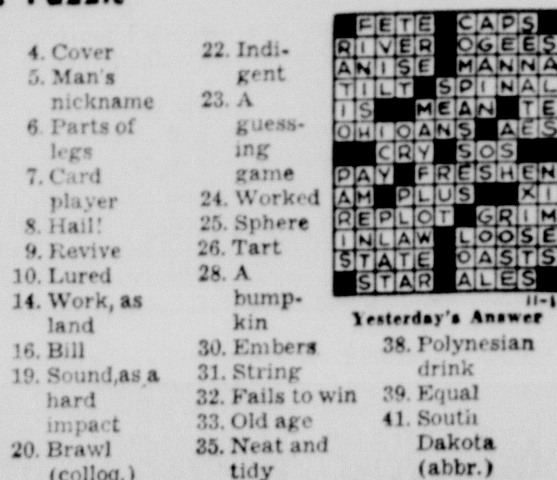 4. Cover
5. Man's
nickname
6. Parts of
legs
7. Card
player
8. Hail!
9. Revive
10. Lured
14. Work, as
land
16. Bill
19. Sound,as a
hard
impact
20. Brawl
(colloq.)
22. Indi-
gent
23. A
guess-
ing
game
24. Worked
25. Sphere
26. Tart
28. A
bump-
kin
30. Embers
31. String
32. Fails to win
33. Old age
35. Neat and
tidy
FETE CAPS
RIVER OGEES
ANISE MANNA
TILT SPINAL
IS MEAN TE
OHIOANS AES
CRY SOS
PAY FRESHEN
AM PLUS XI
REPLOT GRIM
INLAW LOOSE
STATE OASTS
STAR ALES
Yesterday's Answer
38. Polynesian
drink
39. Equal
41. South
Dakota
(abbr.)